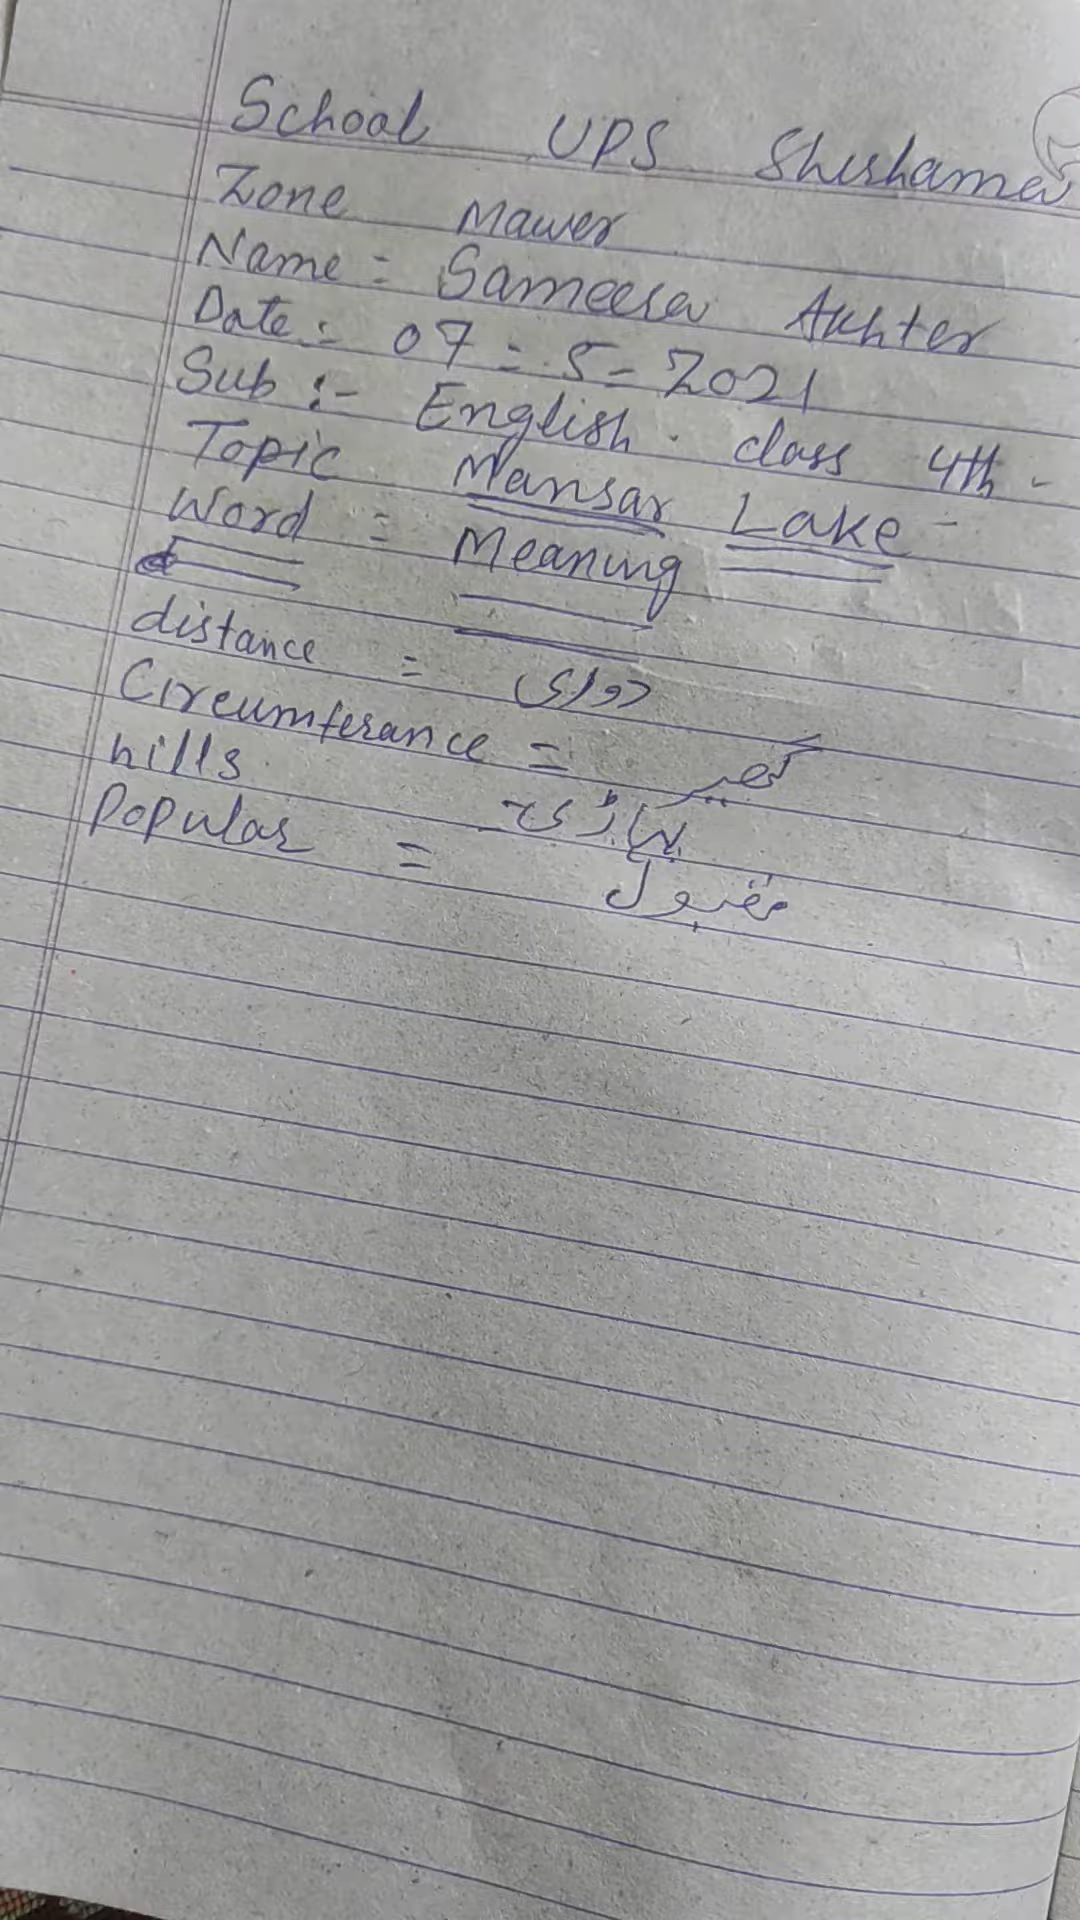 School UPS Shershama
Zone Mawer
Name = Sameera Akhter
Date : 07 = 5 = 2021
Sub :- English . class 4th -
Topic Mansar Lake -
Word = Meaning
distance = دوری
Circumferance = گھیر
hills پہاڑی
Popular = مقبول